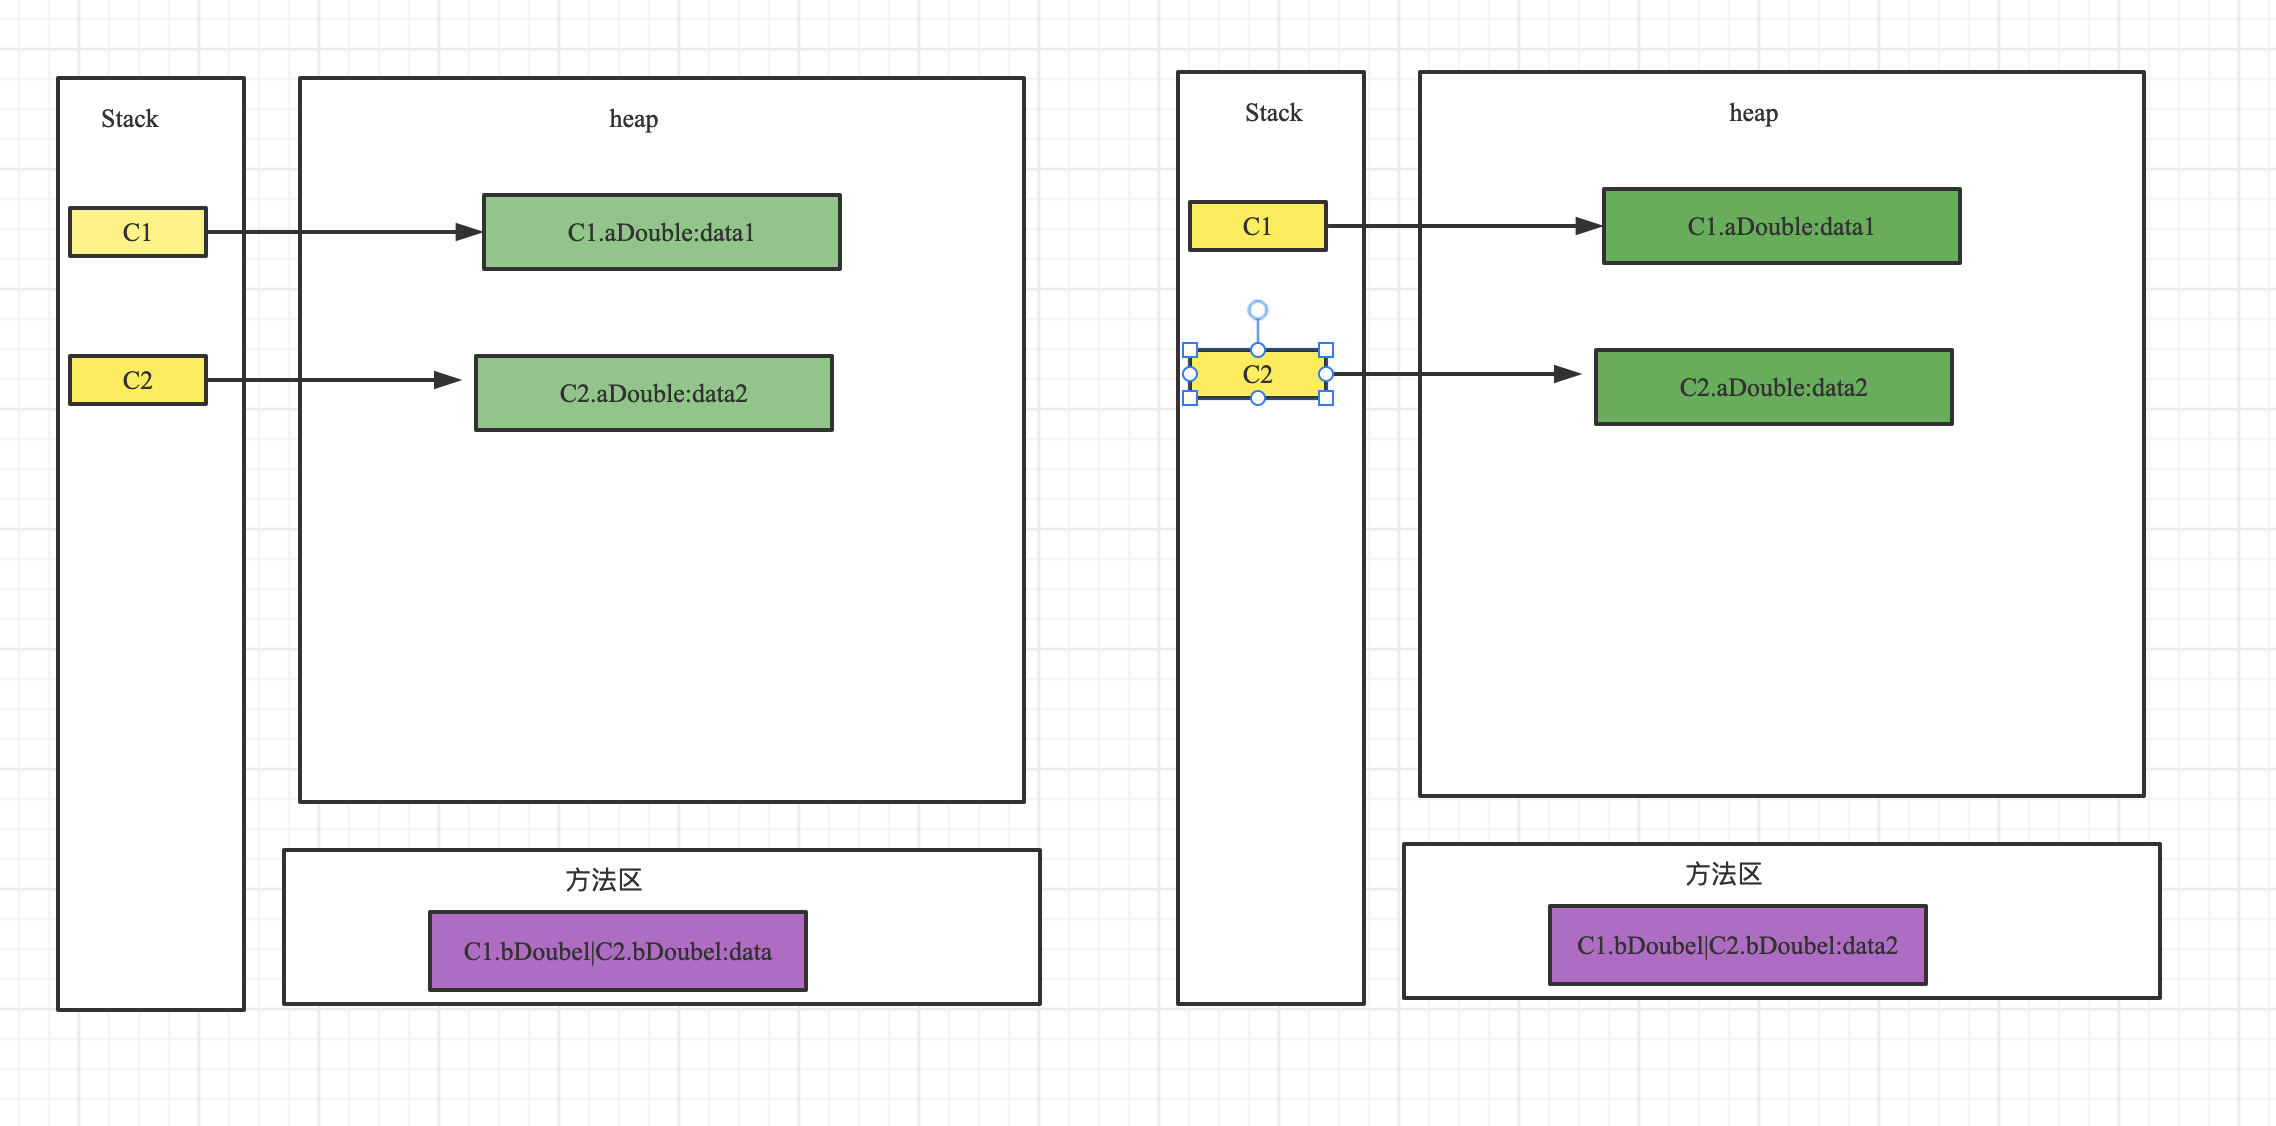 Stack
heap
C1
C1.aDouble:data1
C2
C2.aDouble:data2
方法区
C1.bDoubel|C2.bDoubel:data
Stack
heap
C1
C1.aDouble:data1
C2
C2.aDouble:data2
方法区
C1.bDoubel|C2.bDoubel:data2